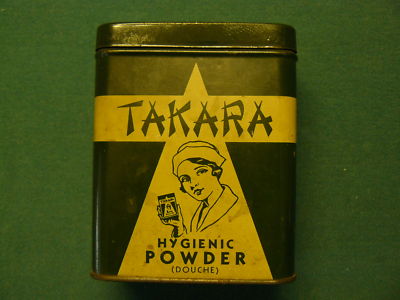 TAKARA
HYGIENIC
POWDER
(DOUCHE)